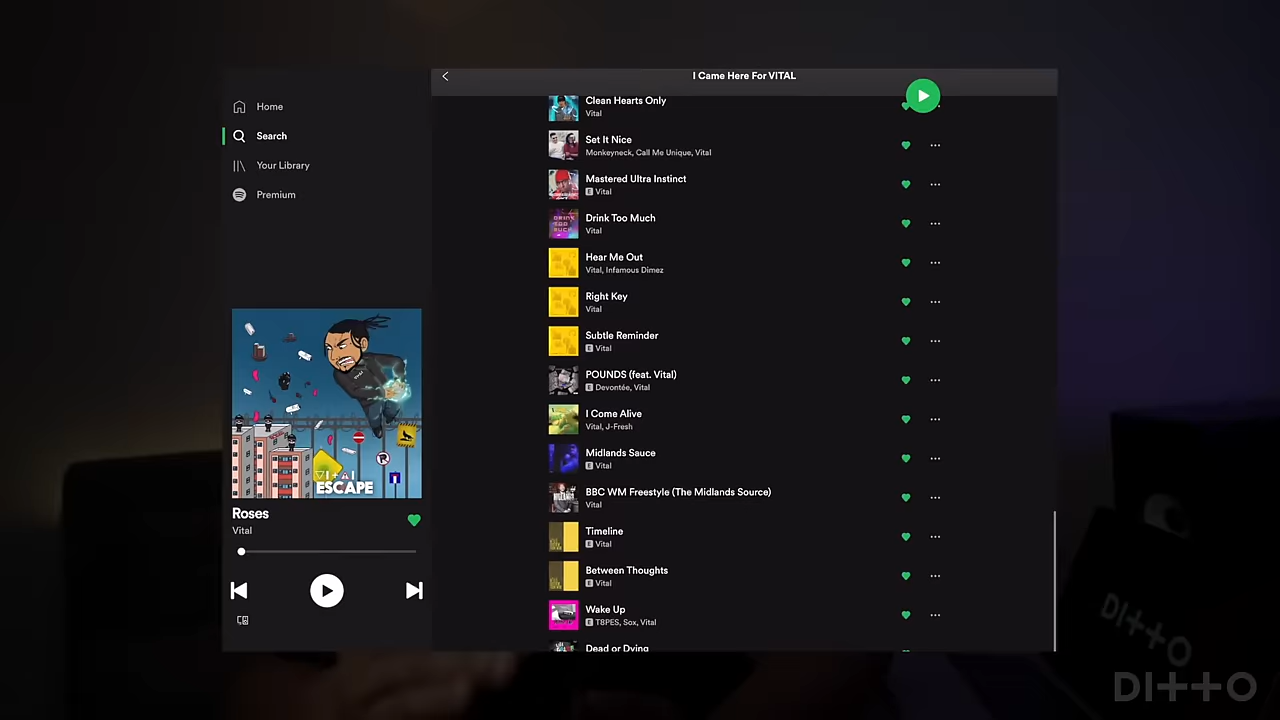 I Came Here For VITAL
Home
Search
Your Library
Premium
Clean Hearts Only
Vital
Set It Nice
Monkeyneck, Call Me Unique, Vital
Mastered Ultra Instinct
E Vital
Drink Too Much
Vital
DRINK
TOO
Hear Me Out
Vital, Infamous Dimez
Right Key
Vital
Subtle Reminder
E Vital
POUNDS (feat. Vital)
E Devontée, Vital
I Come Alive
Vital, J-Fresh
Midlands Sauce
E Vital
BBC WM Freestyle (The Midlands Source)
Vital
Timeline
E Vital
Between Thoughts
E Vital
Wake Up
E T8PES, Sox, Vital
Dead or Dying
ESCAPE
Roses
Vital
DI++O
DI++O